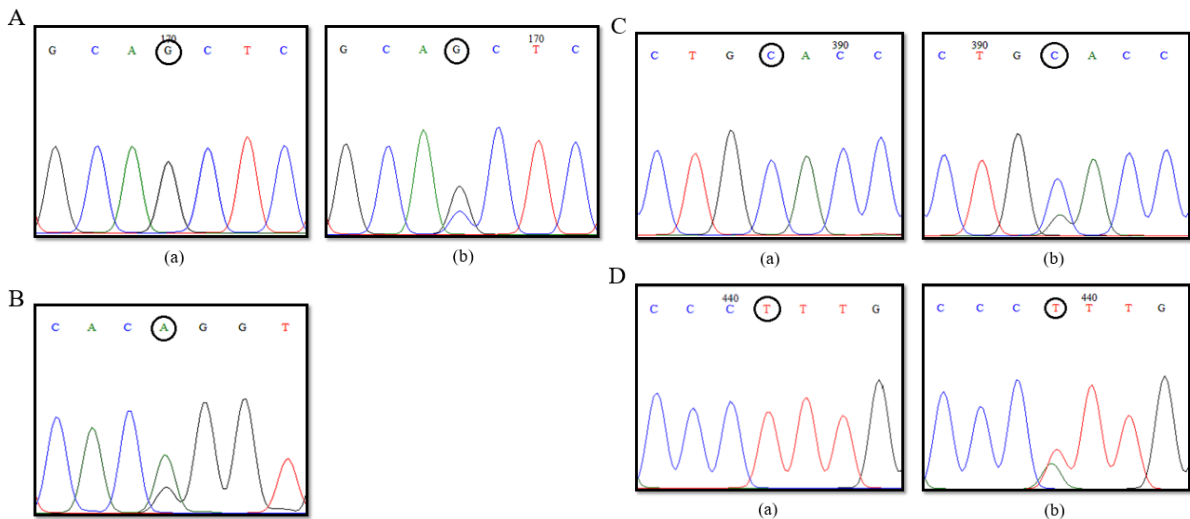 A
170
G C A G C T C
(a)
170
G C A G C T C
(b)
B
C A C A G G T
C
390
C T G C A C C
(a)
390
C T G C A C C
(b)
D
440
C C C T T T G
(a)
440
C C C T T T G
(b)